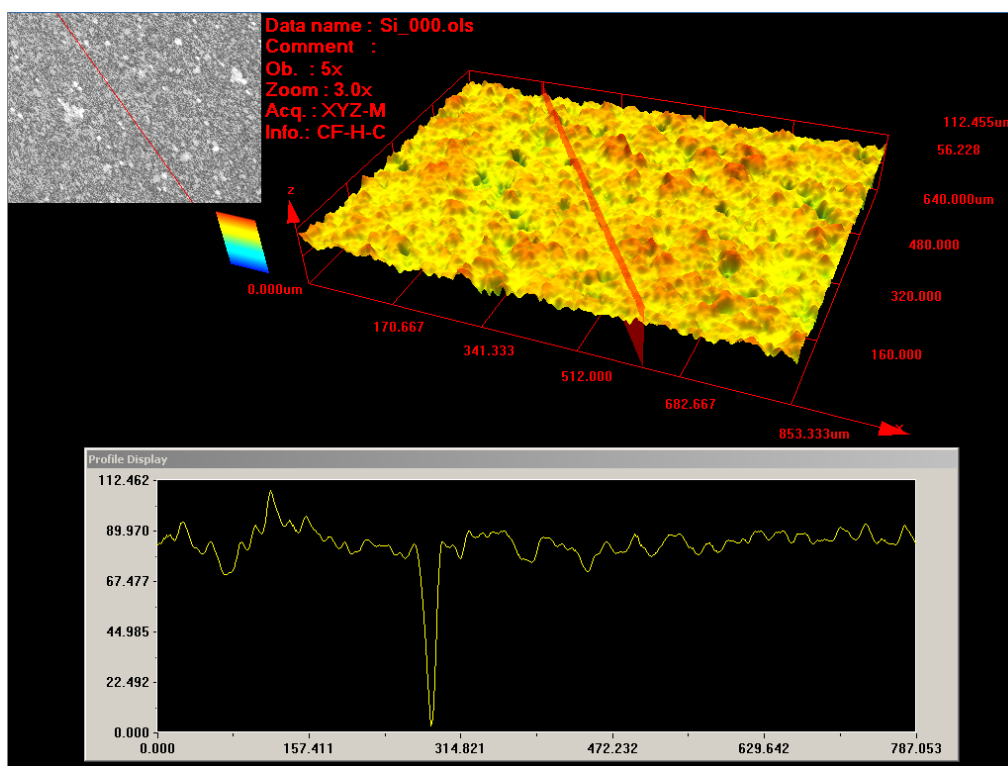 Data name : Si_000.ols
Comment :
Ob. : 5x
Zoom : 3.0x
Acq. : XYZ-M
Info.: CF-H-C
z
112.455um
56.228
640.000um
480.000
320.000
160.000
0.000um
170.667
341.333
512.000
682.667
853.333um
x
Profile Display
112.462
89.970
67.477
44.985
22.492
0.000
0.000 157.411 314.821 472.232 629.642 787.053